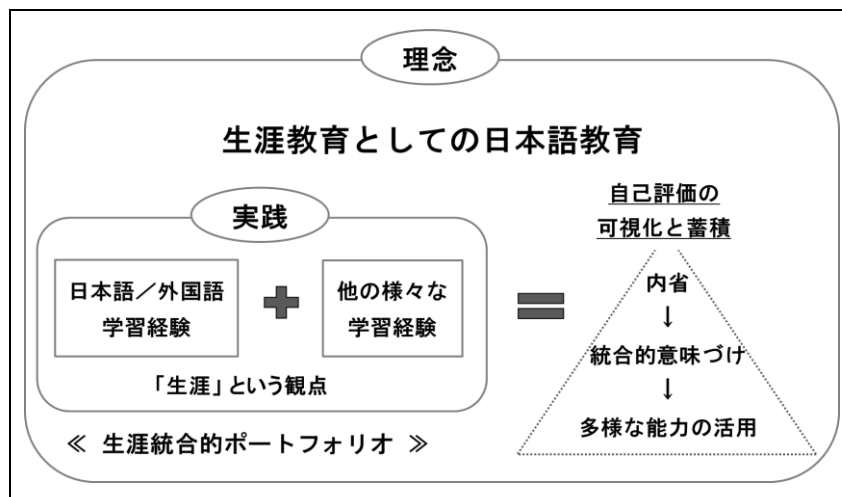 理念
生涯教育としての日本語教育
実践
日本語／外国語
学習経験
他の様々な
学習経験
「生涯」という観点
≪ 生涯統合的ポートフォリオ ≫
自己評価の
可視化と蓄積
内省
↓
統合的意味づけ
↓
多様な能力の活用